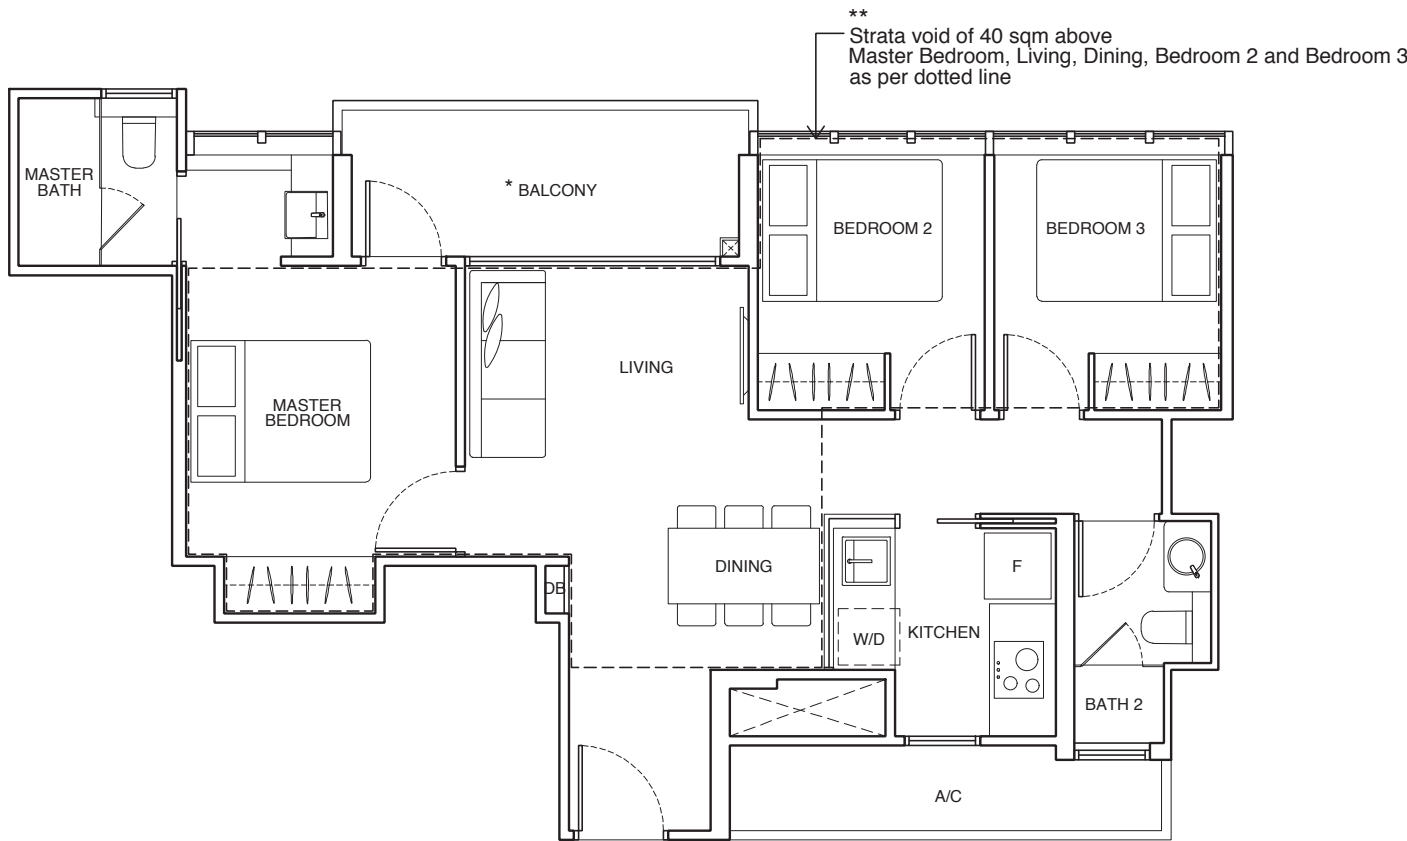 **
Strata void of 40 sqm above
Master Bedroom, Living, Dining, Bedroom 2 and Bedroom 3
as per dotted line
MASTER
BATH
* BALCONY
BEDROOM 2
BEDROOM 3
LIVING
MASTER
BEDROOM
DINING
DB
F
W/D
KITCHEN
BATH 2
A/C